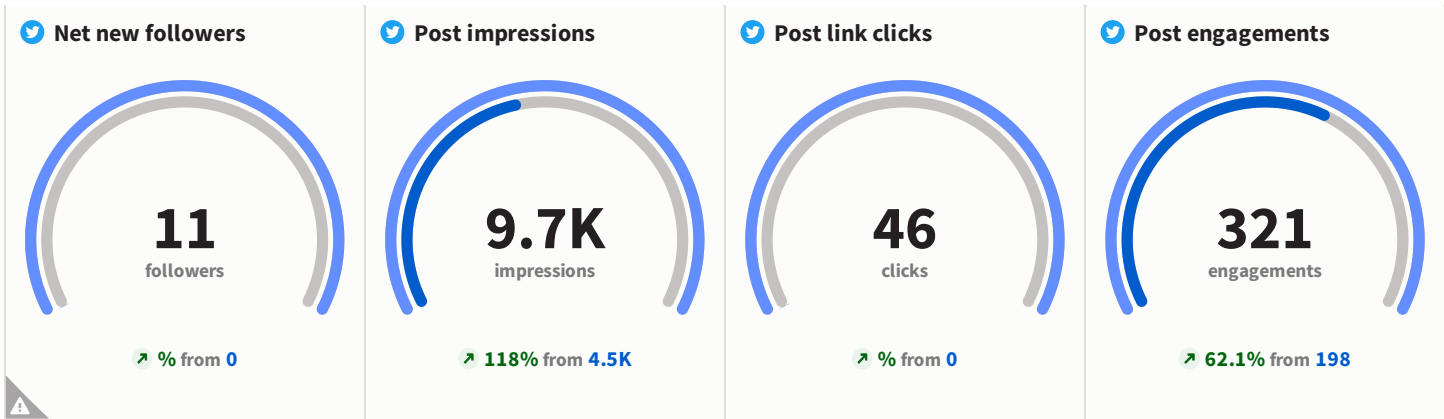 Net new followers
11
followers
% from 0
Post impressions
9.7K
impressions
118% from 4.5K
Post link clicks
46
clicks
% from 0
Post engagements
321
engagements
62.1% from 198